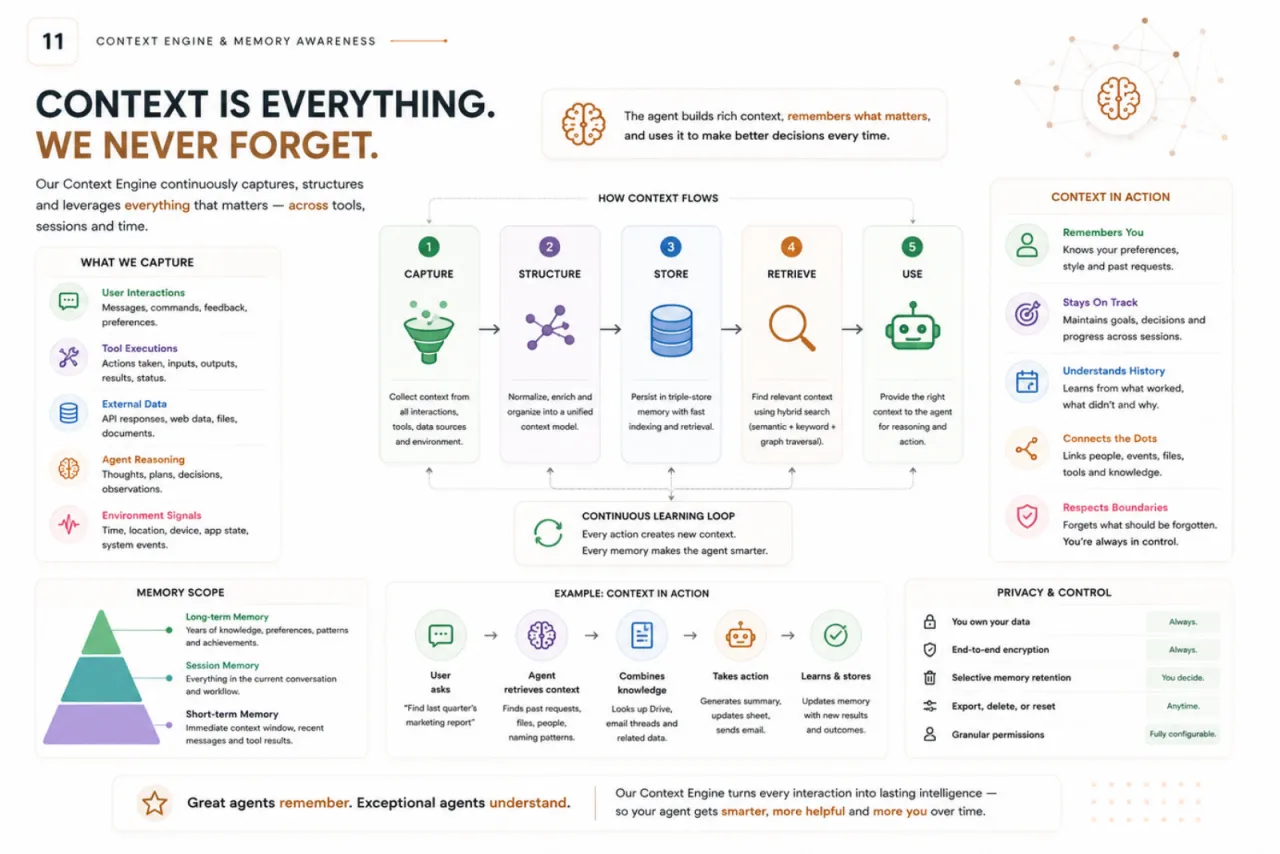 11
CONTEXT ENGINE & MEMORY AWARENESS
CONTEXT IS EVERYTHING.
WE NEVER FORGET.
Our Context Engine continuously captures, structures
and leverages everything that matters — across tools,
sessions and time.
The agent builds rich context, remembers what matters,
and uses it to make better decisions every time.
WHAT WE CAPTURE
User Interactions
Messages, commands, feedback,
preferences.
Tool Executions
Actions taken, inputs, outputs,
results, status.
External Data
API responses, web data, files,
documents.
Agent Reasoning
Thoughts, plans, decisions,
observations.
Environment Signals
Time, location, device, app state,
system events.
HOW CONTEXT FLOWS
1
CAPTURE
Collect context from
all interactions,
tools, data sources
and environment.
2
STRUCTURE
Normalize, enrich and
organize into a unified
context model.
3
STORE
Persist in triple-store
memory with fast
indexing and retrieval.
4
RETRIEVE
Find relevant context
using hybrid search
(semantic + keyword +
graph traversal).
5
USE
Provide the right
context to the agent
for reasoning and
action.
CONTINUOUS LEARNING LOOP
Every action creates new context.
Every memory makes the agent smarter.
CONTEXT IN ACTION
Remembers You
Knows your preferences,
style and past requests.
Stays On Track
Maintains goals, decisions and
progress across sessions.
Understands History
Learns from what worked,
what didn't and why.
Connects the Dots
Links people, events, files,
tools and knowledge.
Respects Boundaries
Forgets what should be forgotten.
You're always in control.
MEMORY SCOPE
Long-term Memory
Years of knowledge, preferences, patterns
and achievements.
Session Memory
Everything in the current conversation
and workflow.
Short-term Memory
Immediate context window, recent
messages and tool results.
EXAMPLE: CONTEXT IN ACTION
User
asks
"Find last quarter's
marketing report"
Agent
retrieves context
Finds past requests,
files, people,
naming patterns.
Combines
knowledge
Looks up Drive,
email threads and
related data.
Takes action
Generates summary,
updates sheet,
sends email.
Learns & stores
Updates memory
with new results
and outcomes.
PRIVACY & CONTROL
You own your data
Always.
End-to-end encryption
Always.
Selective memory retention
You decide.
Export, delete, or reset
Anytime.
Granular permissions
Fully configurable.
Great agents remember. Exceptional agents understand.
Our Context Engine turns every interaction into lasting intelligence —
so your agent gets smarter, more helpful and more you over time.